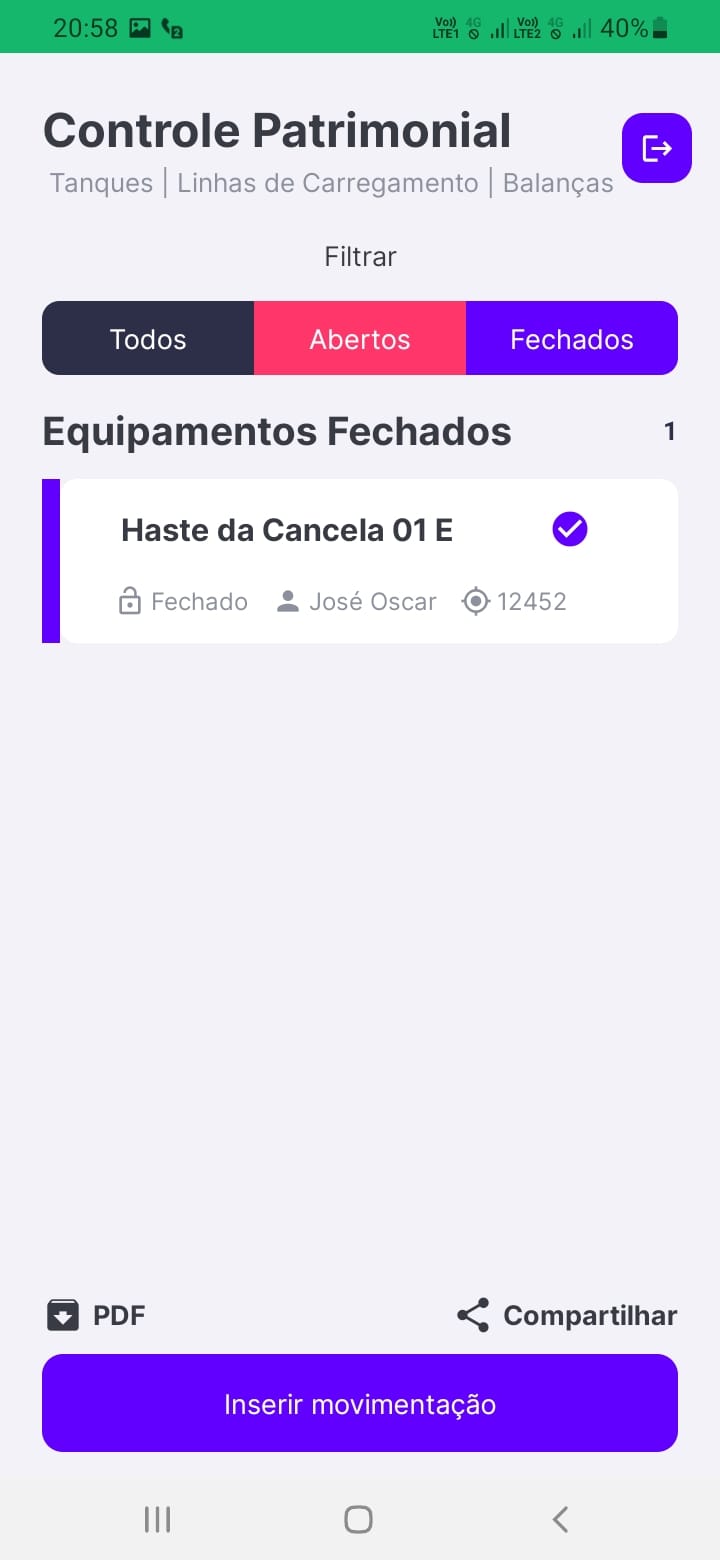 20:58 2 Vo)) LTE1 4G Vo)) LTE2 4G 40%
Controle Patrimonial
Tanques | Linhas de Carregamento | Balanças
Filtrar
Todos Abertos Fechados
Equipamentos Fechados 1
Haste da Cancela 01 E
Fechado José Oscar 12452
PDF Compartilhar
Inserir movimentação